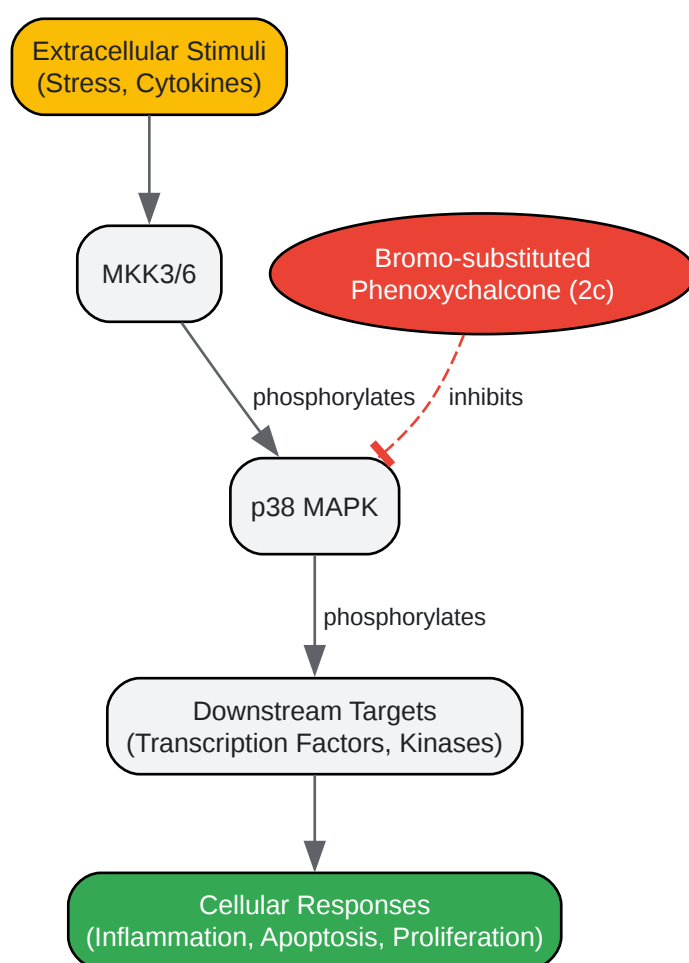 Extracellular Stimuli
(Stress, Cytokines)
MKK3/6
Bromo-substituted
Phenoxychalcone (2c)
phosphorylates
inhibits
p38 MAPK
phosphorylates
Downstream Targets
(Transcription Factors, Kinases)
Cellular Responses
(Inflammation, Apoptosis, Proliferation)